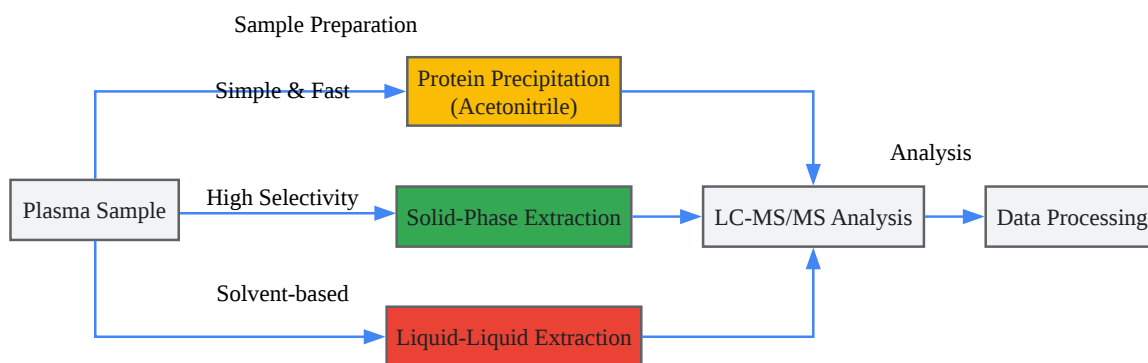 Sample Preparation
Simple & Fast
Protein Precipitation
(Acetonitrile)
Analysis
Plasma Sample
High Selectivity
Solid-Phase Extraction
LC-MS/MS Analysis
Data Processing
Solvent-based
Liquid-Liquid Extraction